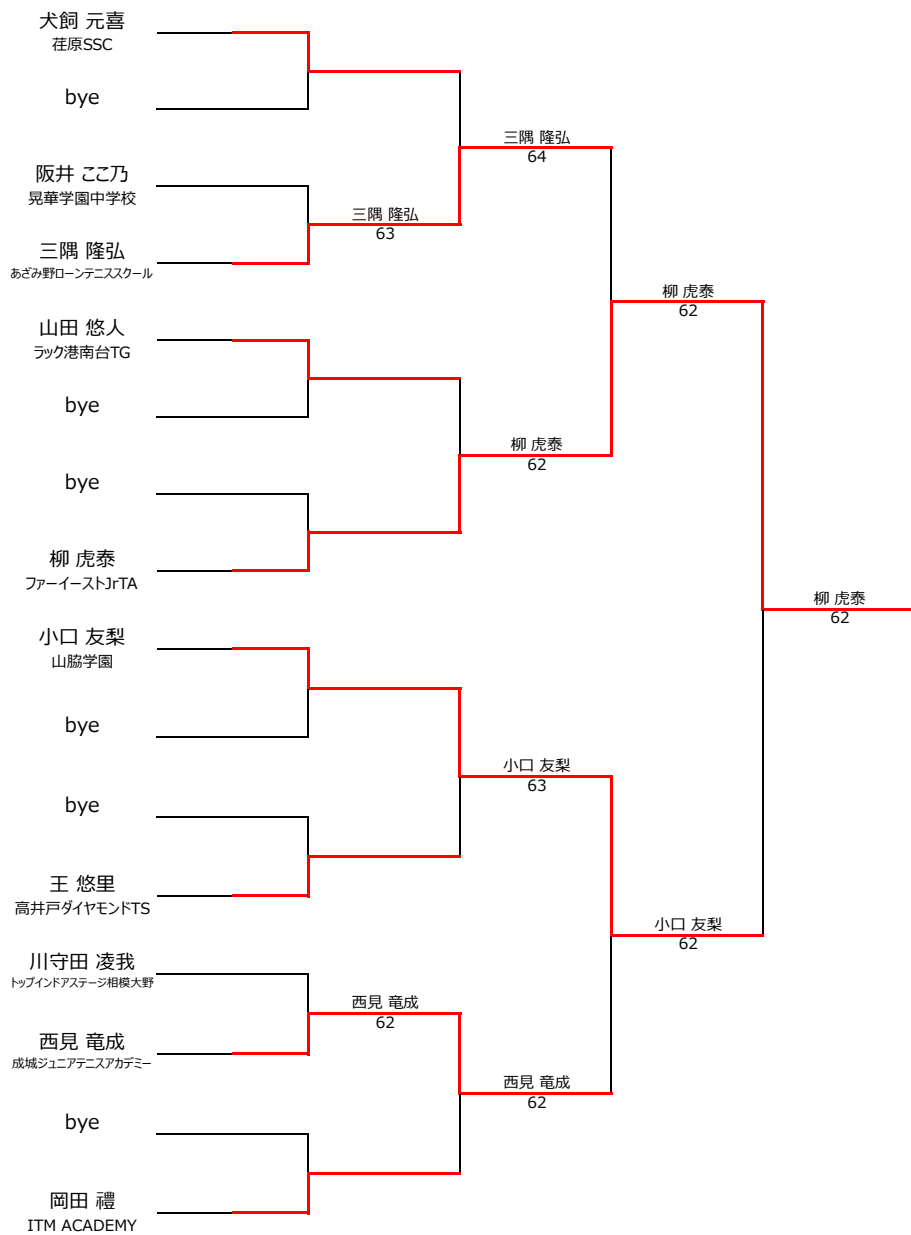 犬飼 元喜
荏原SSC
bye
三隅 隆弘
64
阪井 ここ乃
晃華学園中学校
三隅 隆弘
63
三隅 隆弘
あざみ野ローンテニススクール
柳 虎泰
62
山田 悠人
ラック港南台TG
bye
柳 虎泰
62
bye
柳 虎泰
ファーイーストJrTA
柳 虎泰
62
小口 友梨
山脇学園
bye
小口 友梨
63
bye
王 悠里
高井戸ダイヤモンドTS
小口 友梨
62
川守田 凌我
トップインドアステージ相模大野
西見 竜成
62
西見 竜成
成城ジュニアテニスアカデミー
西見 竜成
62
bye
岡田 禮
ITM ACADEMY